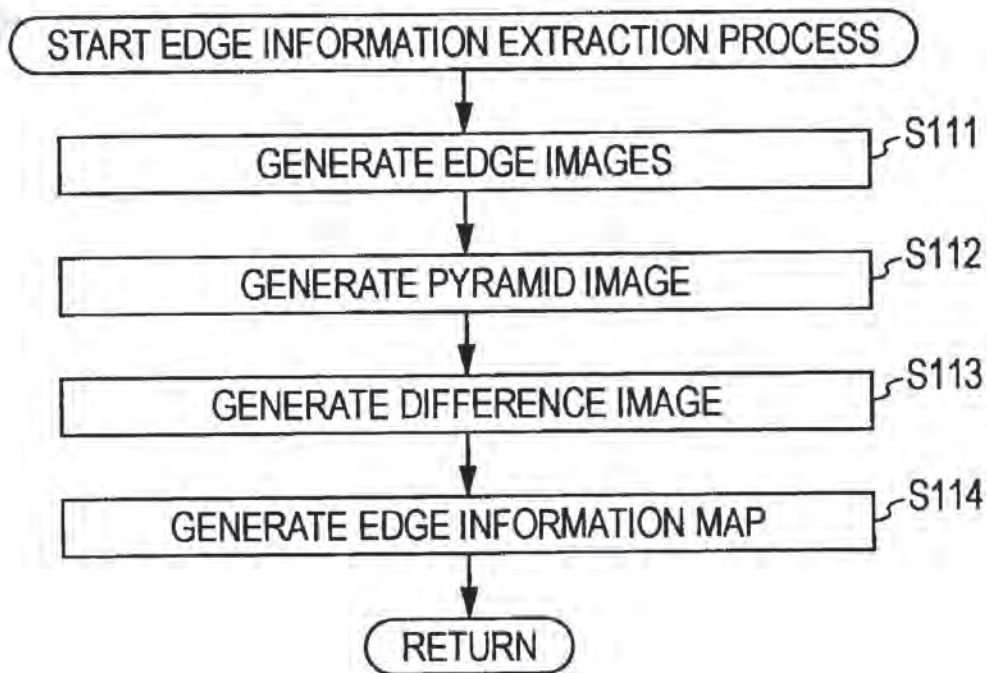 START EDGE INFORMATION EXTRACTION PROCESS
GENERATE EDGE IMAGES
S111
GENERATE PYRAMID IMAGE
S112
GENERATE DIFFERENCE IMAGE
S113
GENERATE EDGE INFORMATION MAP
S114
RETURN